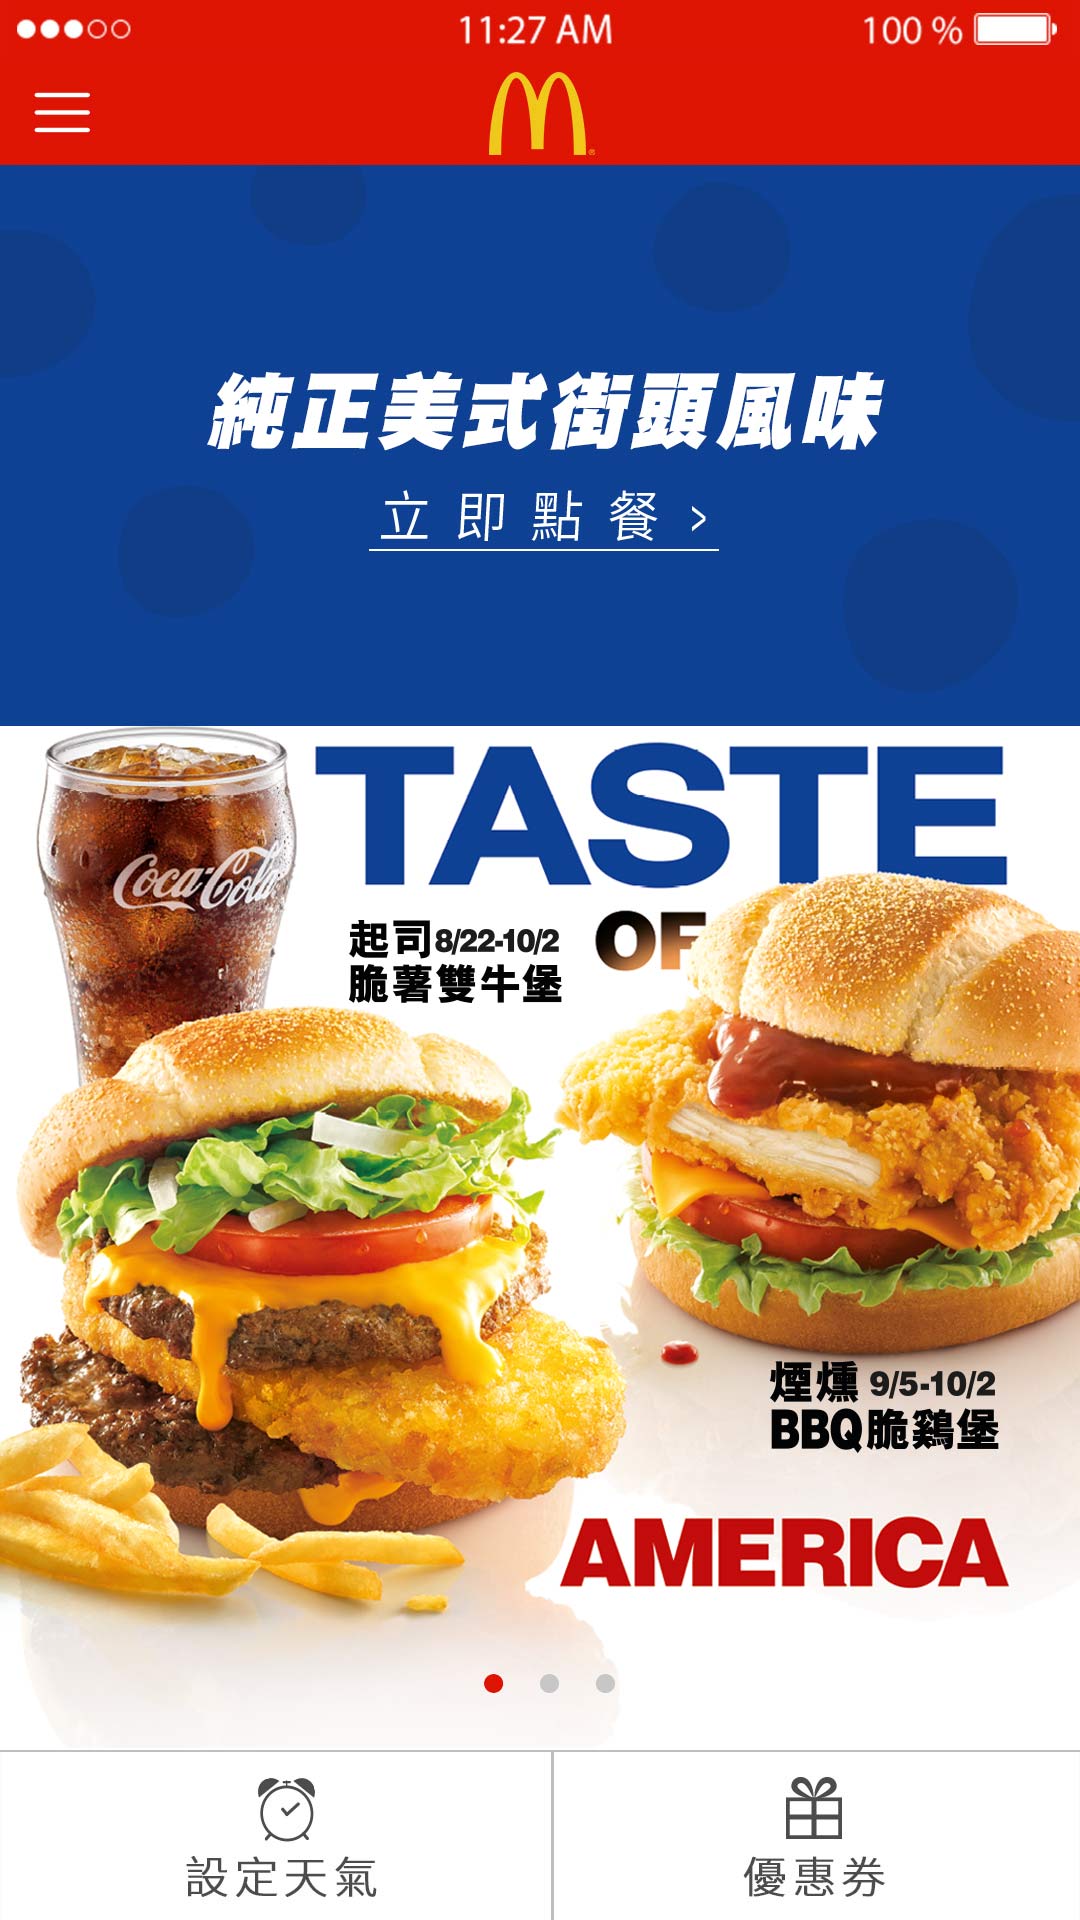 11:27 AM
100 %
純正美式街頭風味
立即點餐 >
TASTE
Coca-Cola
起司8/22-10/2
脆薯雙牛堡
OF
煙燻 9/5-10/2
BBQ脆鷄堡
AMERICA
設定天氣
優惠券